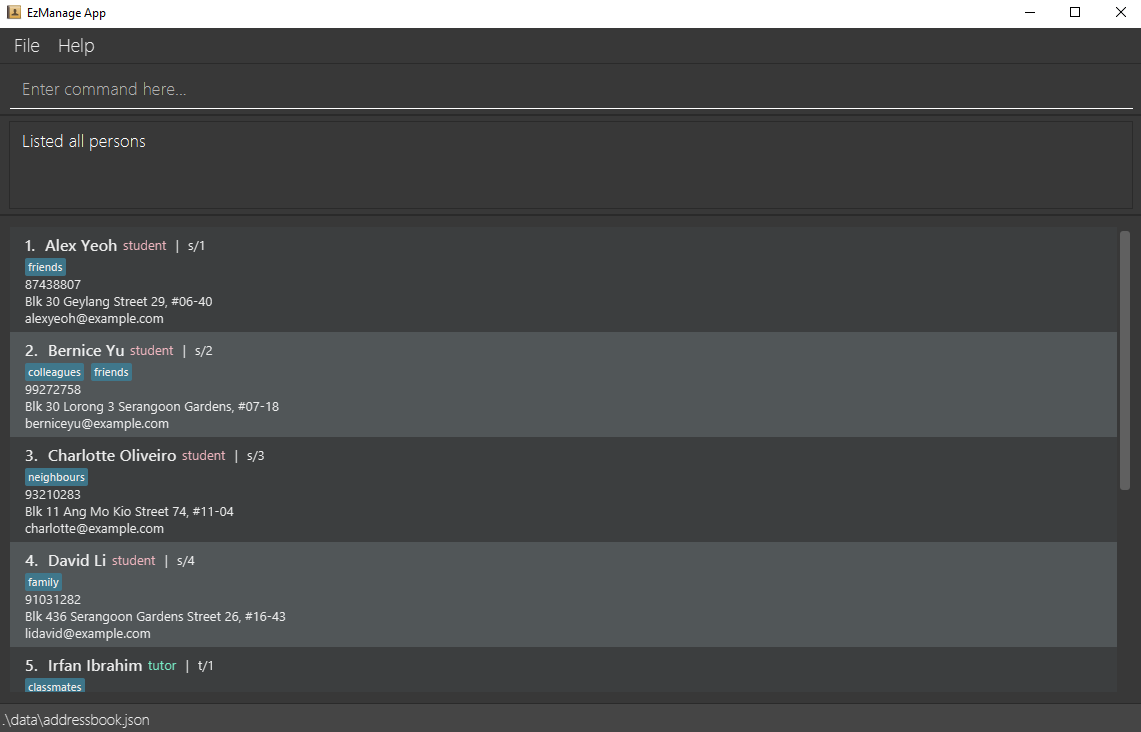 EzManage App
File Help
Enter command here...
Listed all persons
1. Alex Yeoh student | s/1
friends
87438807
Blk 30 Geylang Street 29, #06-40
alexyeoh@example.com
2. Bernice Yu student | s/2
colleagues friends
99272758
Blk 30 Lorong 3 Serangoon Gardens, #07-18
berniceyu@example.com
3. Charlotte Oliveiro student | s/3
neighbours
93210283
Blk 11 Ang Mo Kio Street 74, #11-04
charlotte@example.com
4. David Li student | s/4
family
91031282
Blk 436 Serangoon Gardens Street 26, #16-43
lidavid@example.com
5. Irfan Ibrahim tutor | t/1
classmates
.\data\addressbook.json